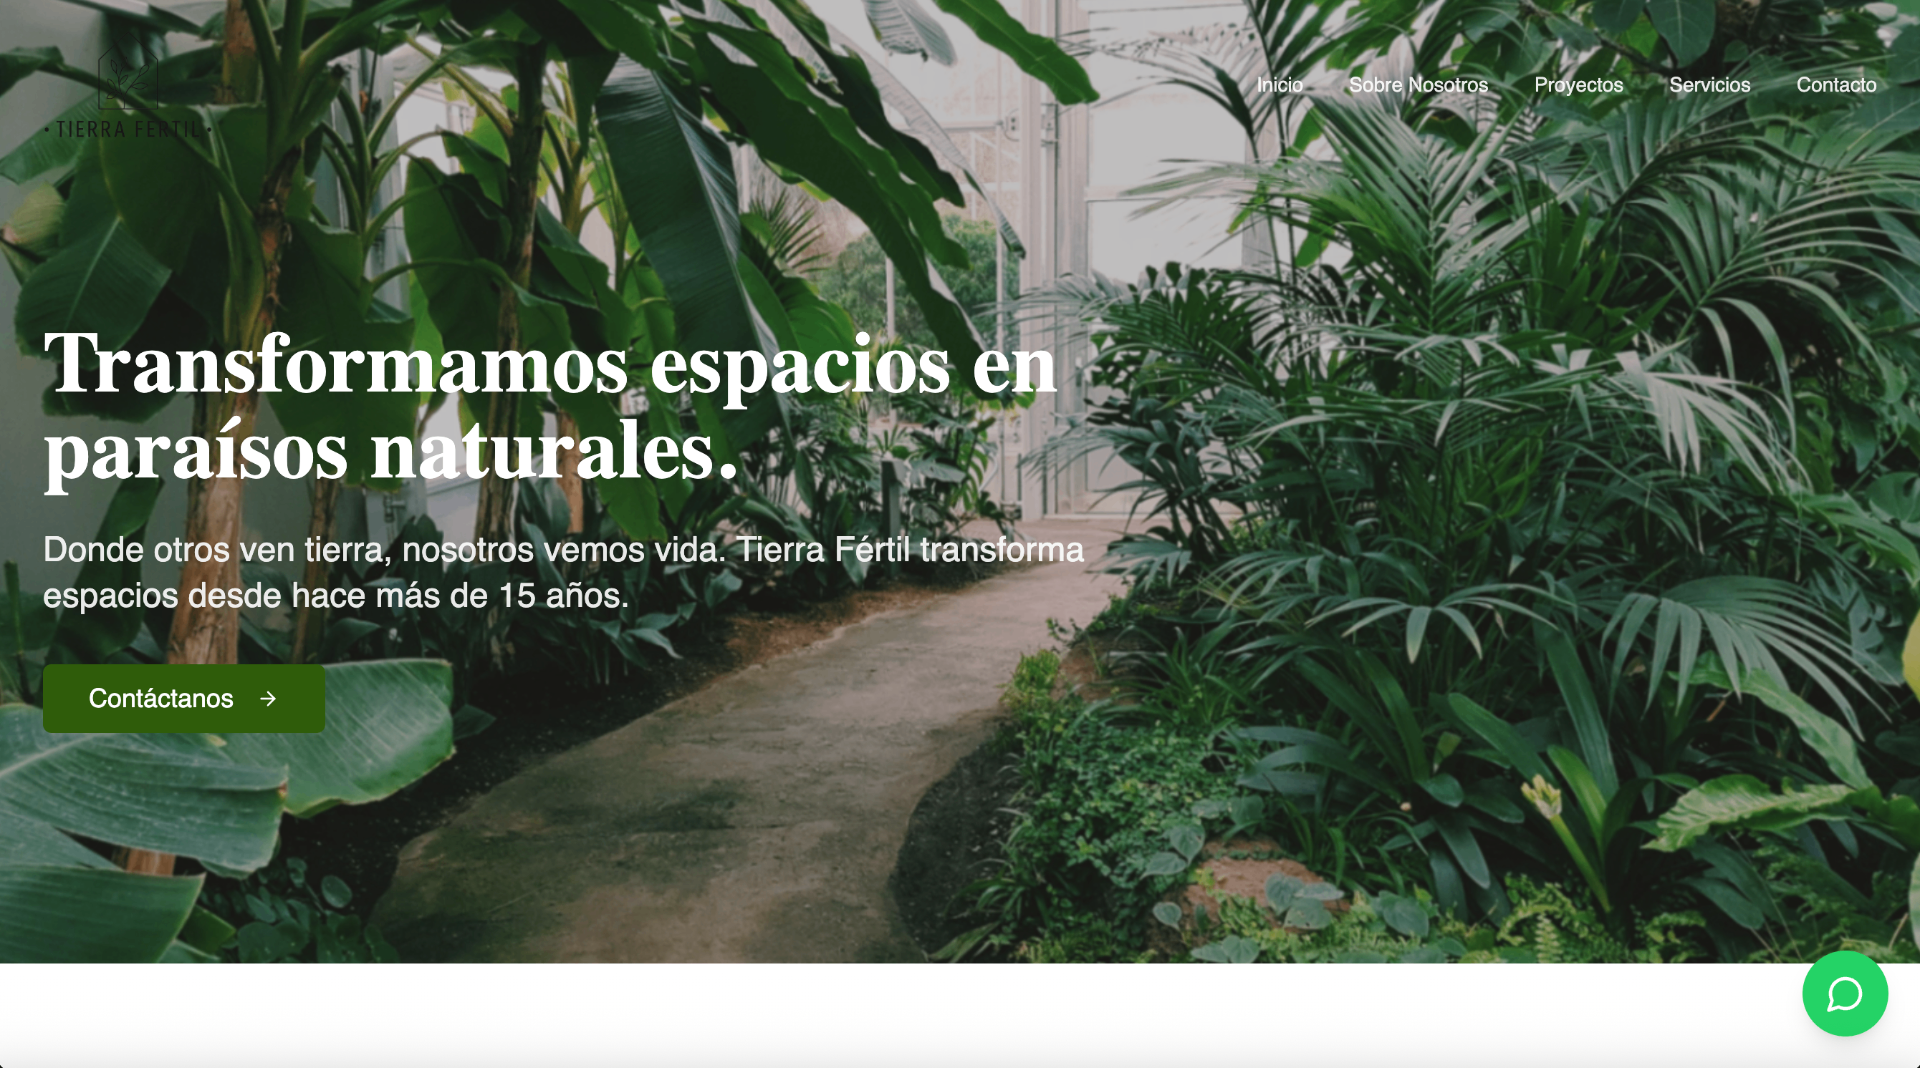 • TIERRA FÉRTIL •
Inicio
Sobre Nosotros
Proyectos
Servicios
Contacto
Transformamos espacios en
paraísos naturales.
Donde otros ven tierra, nosotros vemos vida. Tierra Fértil transforma
espacios desde hace más de 15 años.
Contáctanos →